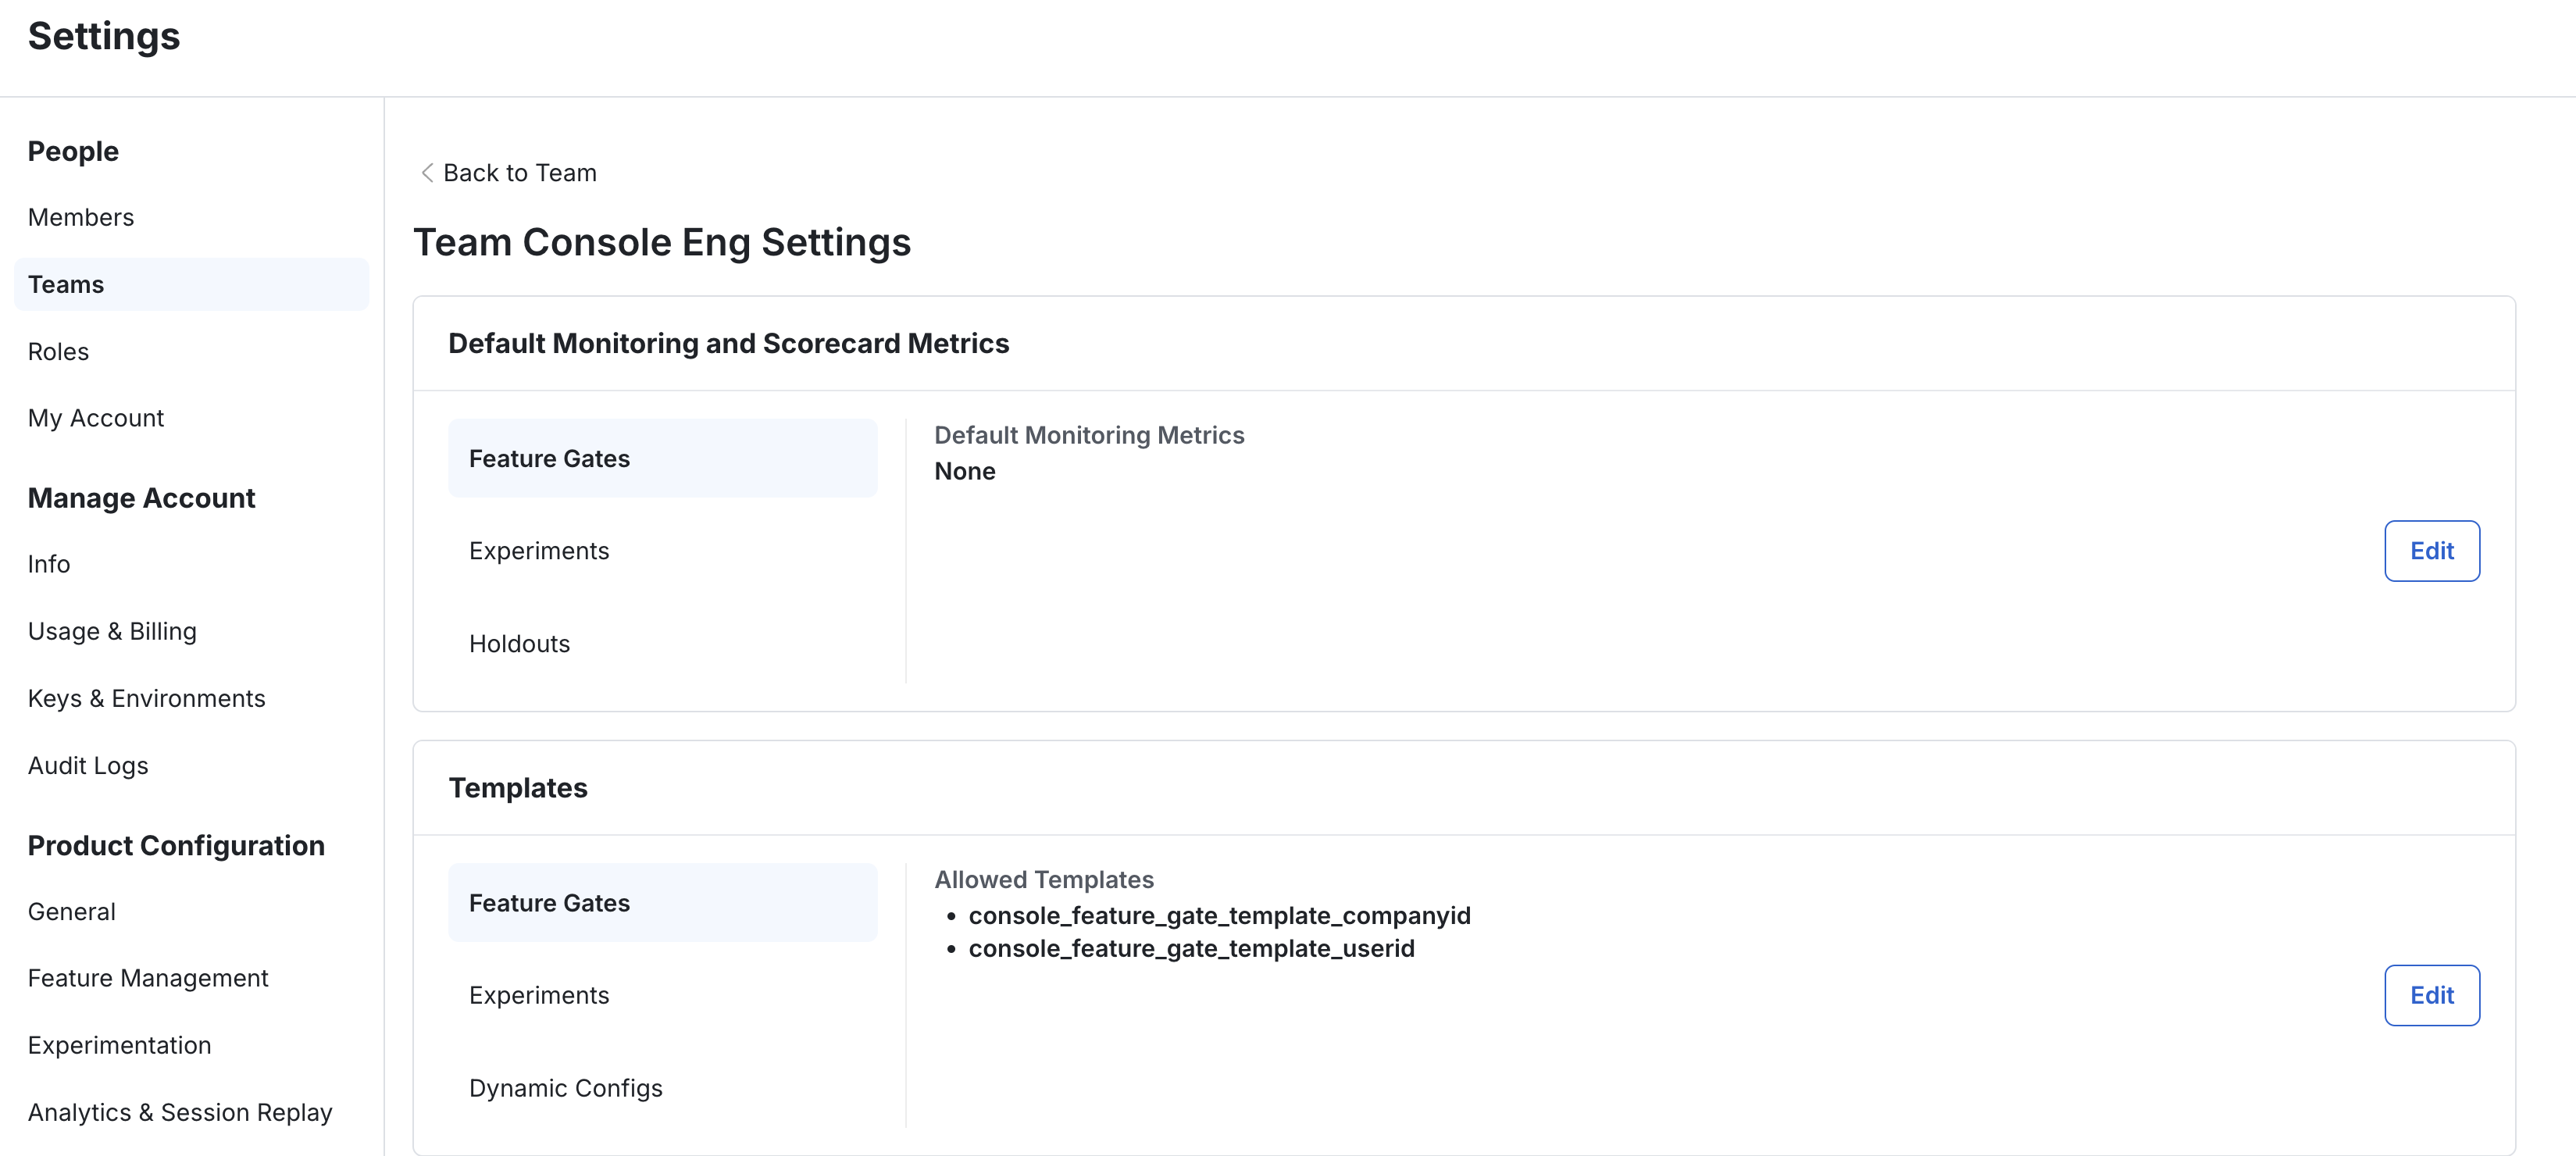 Settings
People
Members
Teams
Roles
My Account
Manage Account
Info
Usage & Billing
Keys & Environments
Audit Logs
Product Configuration
General
Feature Management
Experimentation
Analytics & Session Replay
Back to Team
Team Console Eng Settings
Default Monitoring and Scorecard Metrics
Feature Gates
Experiments
Holdouts
Default Monitoring Metrics
None
Edit
Templates
Feature Gates
Experiments
Dynamic Configs
Allowed Templates
• console_feature_gate_template_companyid
• console_feature_gate_template_userid
Edit